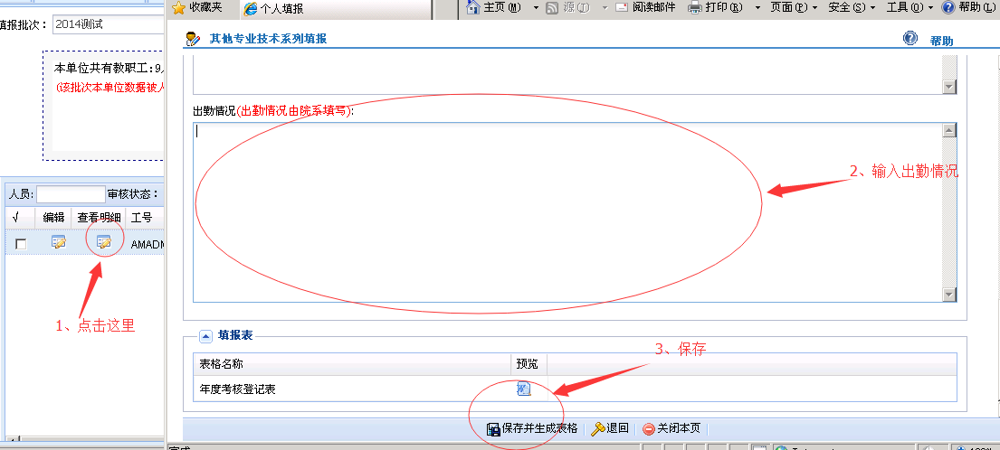 收藏夹
个人填报
主页(M)
源(J)
阅读邮件
打印(R)
页面(P)
安全(S)
工具(O)
帮助(L)
填报批次：
2014测试
其他专业技术系列填报
帮助
本单位共有教职工:9
(该批次本单位数据被
出勤情况(出勤情况由院系填写):
2、输入出勤情况
人员:
审核状态：
√
编辑
查看明细
工号
AMADM
1、点击这里
填报表
3、保存
表格名称
预览
年度考核登记表
保存并生成表格
退回
关闭本页